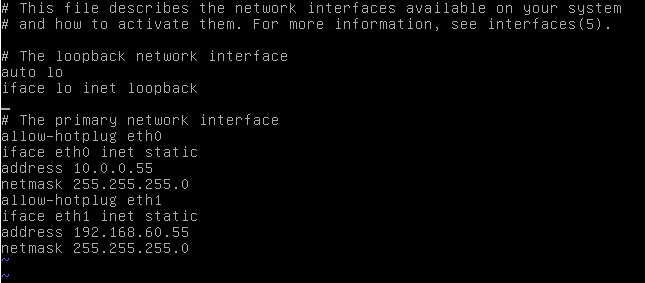 # This file describes the network interfaces available on your system
# and how to activate them. For more information, see interfaces(5).
# The loopback network interface
auto lo
iface lo inet loopback
# The primary network interface
allow-hotplug eth0
iface eth0 inet static
address 10.0.0.55
netmask 255.255.255.0
allow-hotplug eth1
iface eth1 inet static
address 192.168.60.55
netmask 255.255.255.0
~
~